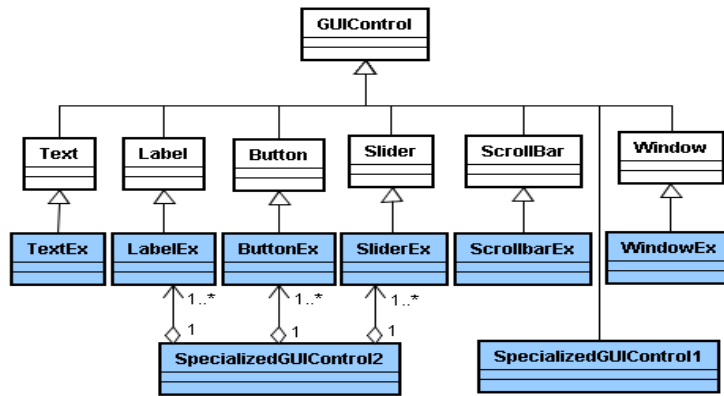 GUIControl
Text Label Button Slider ScrollBar Window
TextEx LabelEx ButtonEx SliderEx ScrollbarEx WindowEx
1..* 1..* 1..*
1 1 1
SpecializedGUIControl2 SpecializedGUIControl1